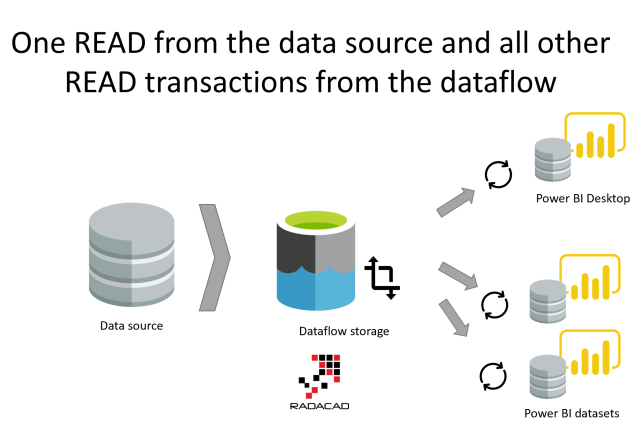 One READ from the data source and all other
READ transactions from the dataflow
Power BI Desktop
Data source
Dataflow storage
RADACAD
Power BI datasets